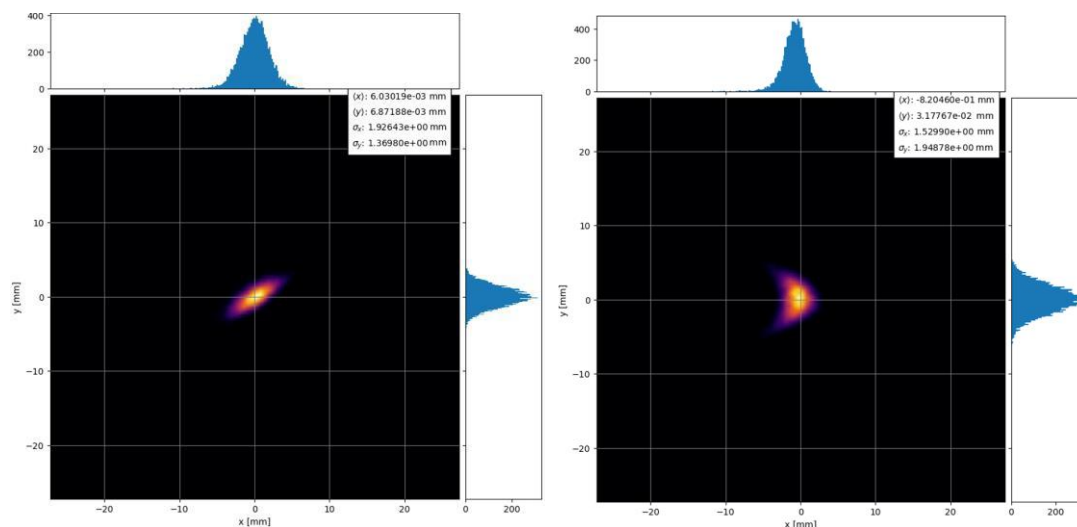 400
200
0
⟨x⟩: 6.03019e-03 mm
⟨y⟩: 6.87188e-03 mm
σx: 1.92643e+00 mm
σy: 1.36980e+00 mm
20
10
0
−10
−20
y [mm]
−20 −10 0 10 20
x [mm]
0 200
400
200
0
⟨x⟩: -8.20460e-01 mm
⟨y⟩: 3.17767e-02 mm
σx: 1.52990e+00 mm
σy: 1.94878e+00 mm
20
10
0
−10
−20
y [mm]
−20 −10 0 10 20
x [mm]
0 200